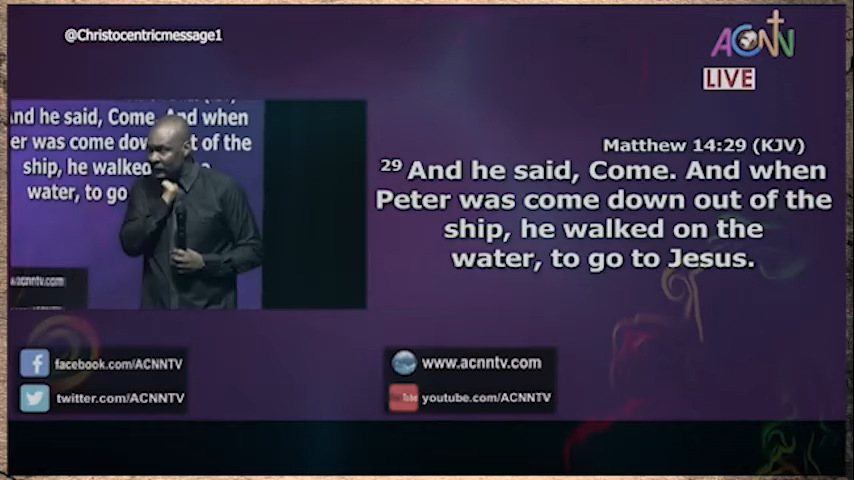 @Christocentricmessage1
ACNN
LIVE
And he said, Come. And when
er was come down out of the
ship, he walked
water, to go
acnntv.com
Matthew 14:29 (KJV)
29 And he said, Come. And when
Peter was come down out of the
ship, he walked on the
water, to go to Jesus.
facebook.com/ACNNTV
twitter.com/ACNNTV
www.acnntv.com
youtube.com/ACNNTV